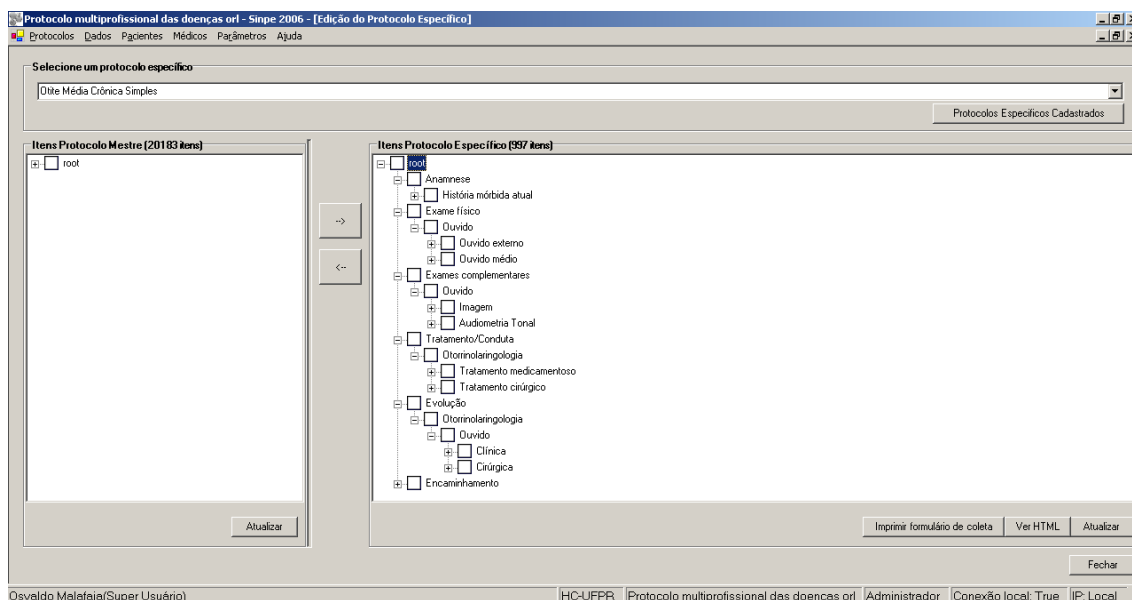 Protocolo multiprofissional das doenças orl - Sinpe 2006 - [Edição do Protocolo Específico]
Protocolos Dados Pacientes Médicos Parâmetros Ajuda
Selecione um protocolo específico
Otite Média Crônica Simples
Protocolos Especificos Cadastrados
Itens Protocolo Mestre (20183 itens)
root
Atualizar
-->
<--
Itens Protocolo Específico (997 itens)
root
Anamnese
História mórbida atual
Exame físico
Ouvido
Ouvido externo
Ouvido médio
Exames complementares
Ouvido
Imagem
Audiometria Tonal
Tratamento/Conduta
Otorrinolaringologia
Tratamento medicamentoso
Tratamento cirúrgico
Evolução
Otorrinolaringologia
Ouvido
Clínica
Cirúrgica
Encaminhamento
Imprimir formulário de coleta Ver HTML Atualizar
Fechar
Osvaldo Malafaia(Super Usuário) HC-UFPR Protocolo multiprofissional das doenças orl Administrador Conexão local: True IP: Local